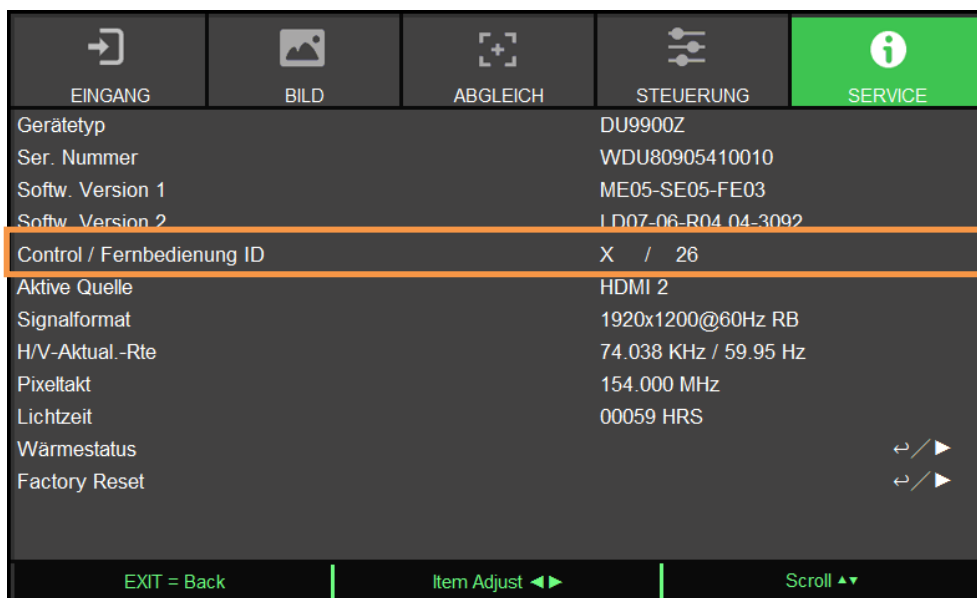 EINGANG BILD ABGLEICH STEUERUNG SERVICE
Gerätetyp DU9900Z
Ser. Nummer WDU80905410010
Softw. Version 1 ME05-SE05-FE03
Softw. Version 2 LD07-06-R04.04-3092
Control / Fernbedienung ID X / 26
Aktive Quelle HDMI 2
Signalformat 1920x1200@60Hz RB
H/V-Aktual.-Rte 74.038 KHz / 59.95 Hz
Pixeltakt 154.000 MHz
Lichtzeit 00059 HRS
Wärmestatus ↩/▶
Factory Reset ↩/▶
EXIT = Back Item Adjust ◀▶ Scroll ▲▼